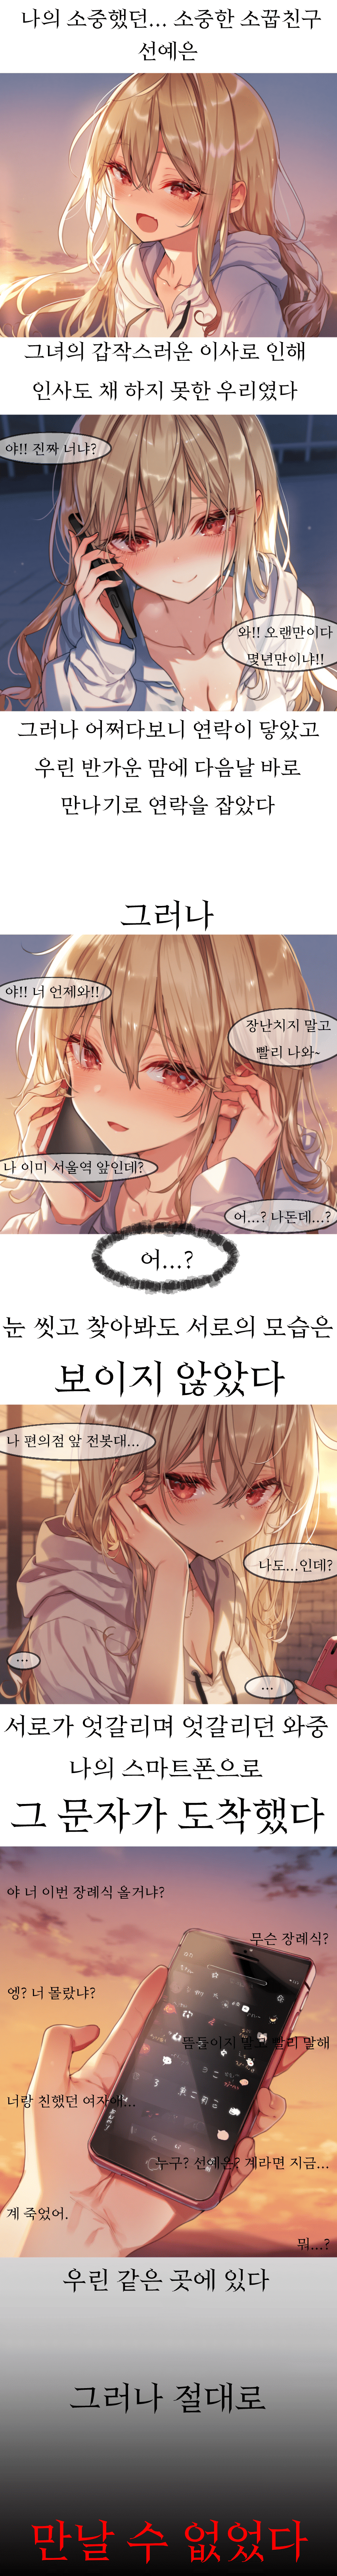 나의 소중했던... 소중한 소꿉친구
선예은
그녀의 갑작스러운 이사로 인해
인사도 채 하지 못한 우리였다
야!! 진짜 너냐?
와!! 오랜만이다
몇년만이냐!!
그러나 어쩌다보니 연락이 닿았고
우린 반가운 맘에 다음날 바로
만나기로 연락을 잡았다
그러나
야!! 너 언제와!!
장난치지 말고
빨리 나와~
나 이미 서울역 앞인데?
어...? 나돈데...?
어...?
눈 씻고 찾아봐도 서로의 모습은
보이지 않았다
나 편의점 앞 전봇대...
나도...인데?
...
...
서로가 엇갈리며 엇갈리던 와중
나의 스마트폰으로
그 문자가 도착했다
야 너 이번 장례식 올거냐?
무슨 장례식?
엥? 너 몰랐냐?
뜸들이지 말고 빨리 말해
너랑 친했던 여자애...
누구? 선예은? 걔라면 지금...
걔 죽었어.
뭐...?
우린 같은 곳에 있다
그러나 절대로
만날 수 없었다